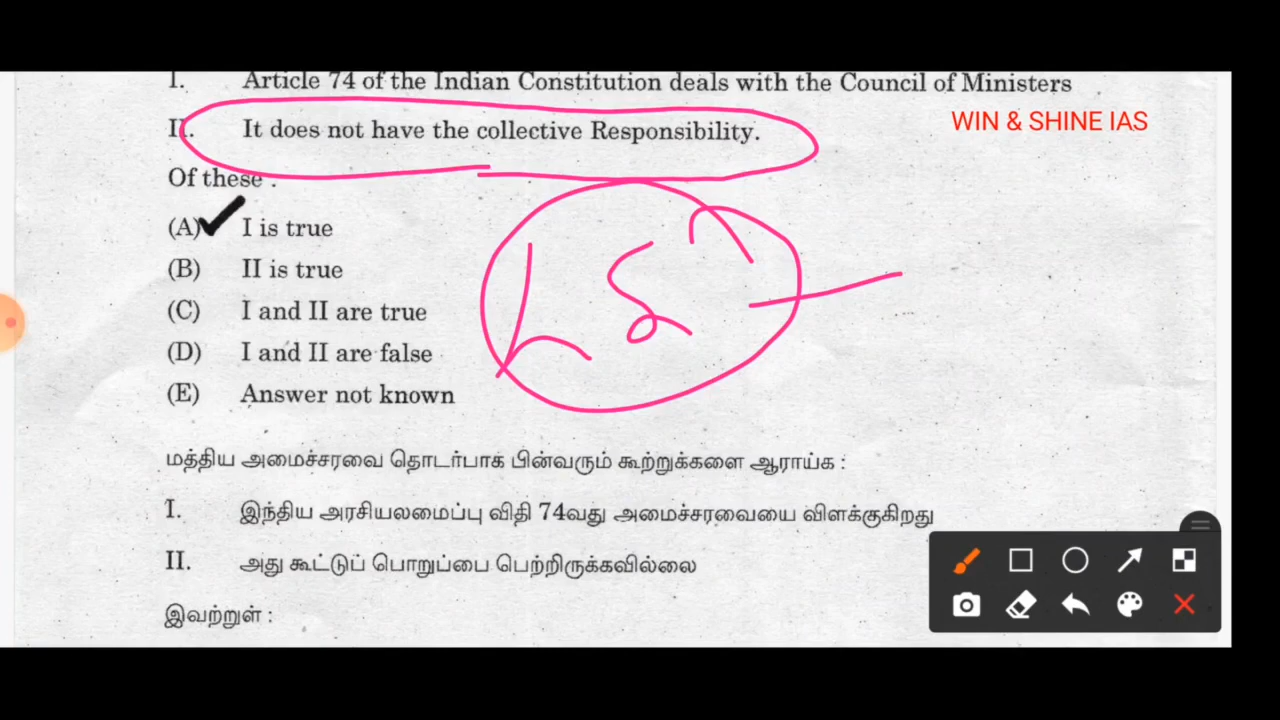 I. Article 74 of the Indian Constitution deals with the Council of Ministers
WIN & SHINE IAS
II. It does not have the collective Responsibility.
Of these :
(A) I is true
(B) II is true
(C) I and II are true
(D) I and II are false
(E) Answer not known
மத்திய அமைச்சரவை தொடர்பாக பின்வரும் கூற்றுக்களை ஆராய்க :
I. இந்திய அரசியலமைப்பு விதி 74வது அமைச்சரவையை விளக்குகிறது
II. அது கூட்டுப் பொறுப்பை பெற்றிருக்கவில்லை
இவற்றுள் :